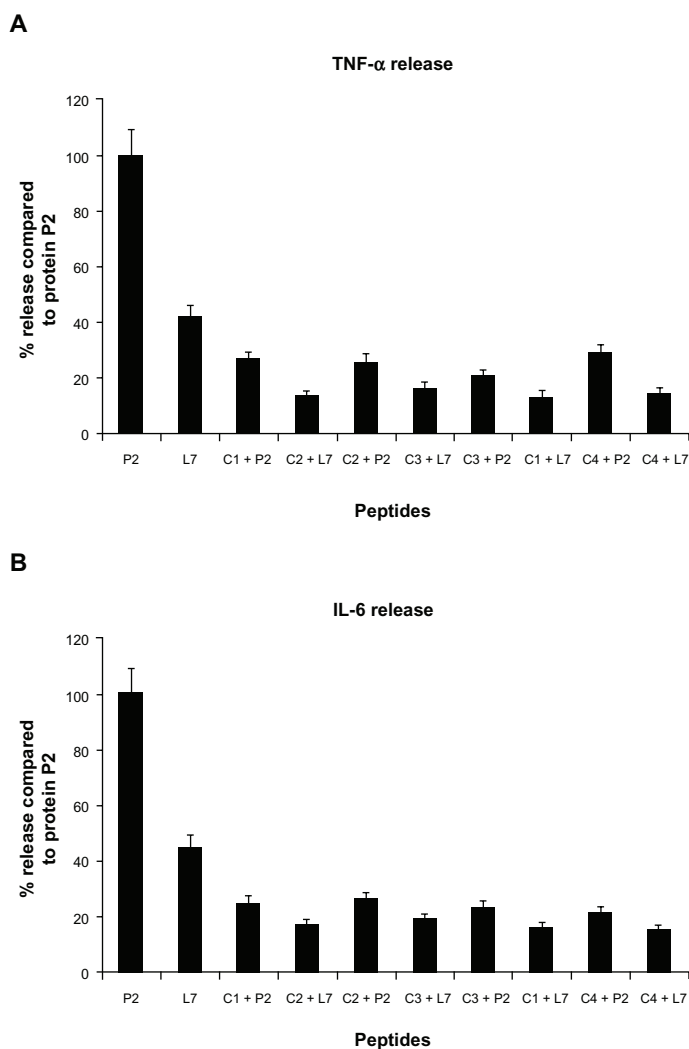 A
TNF-α release
% release compared
to protein P2
120
100
80
60
40
20
0
P2 L7 C1 + P2 C2 + L7 C2 + P2 C3 + L7 C3 + P2 C1 + L7 C4 + P2 C4 + L7
Peptides
B
IL-6 release
% release compared
to protein P2
120
100
80
60
40
20
0
P2 L7 C1 + P2 C2 + L7 C2 + P2 C3 + L7 C3 + P2 C1 + L7 C4 + P2 C4 + L7
Peptides